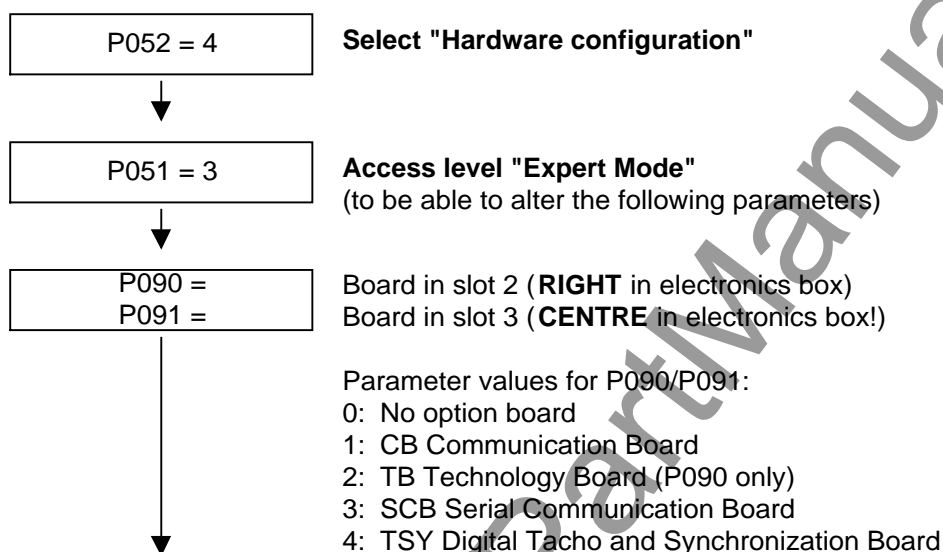 P052 = 4 Select "Hardware configuration"
P051 = 3 Access level "Expert Mode"
(to be able to alter the following parameters)
P090 = Board in slot 2 ( RIGHT in electronics box)
P091 = Board in slot 3 ( CENTRE in electronics box!)
Parameter values for P090/P091:
0: No option board
1: CB Communication Board
2: TB Technology Board (P090 only)
3: SCB Serial Communication Board
4: TSY Digital Tacho and Synchronization Board
PartManua